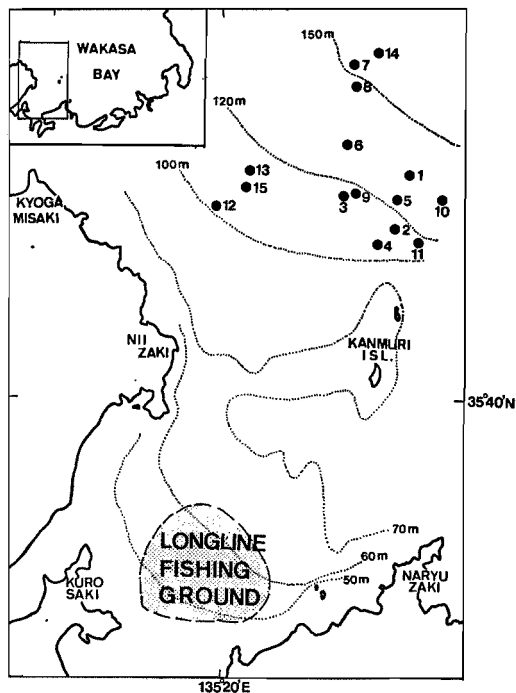 WAKASA
BAY
150m
14
7
8
120m
6
100m
13
15
12
1
3
9
5
10
2
4
11
KYOGA
MISAKI
NII
ZAKI
KANMURI
ISL.
35°40'N
LONGLINE
FISHING
GROUND
70m
60m
50m
KURO
SAKI
NARYU
ZAKI
135°20'E